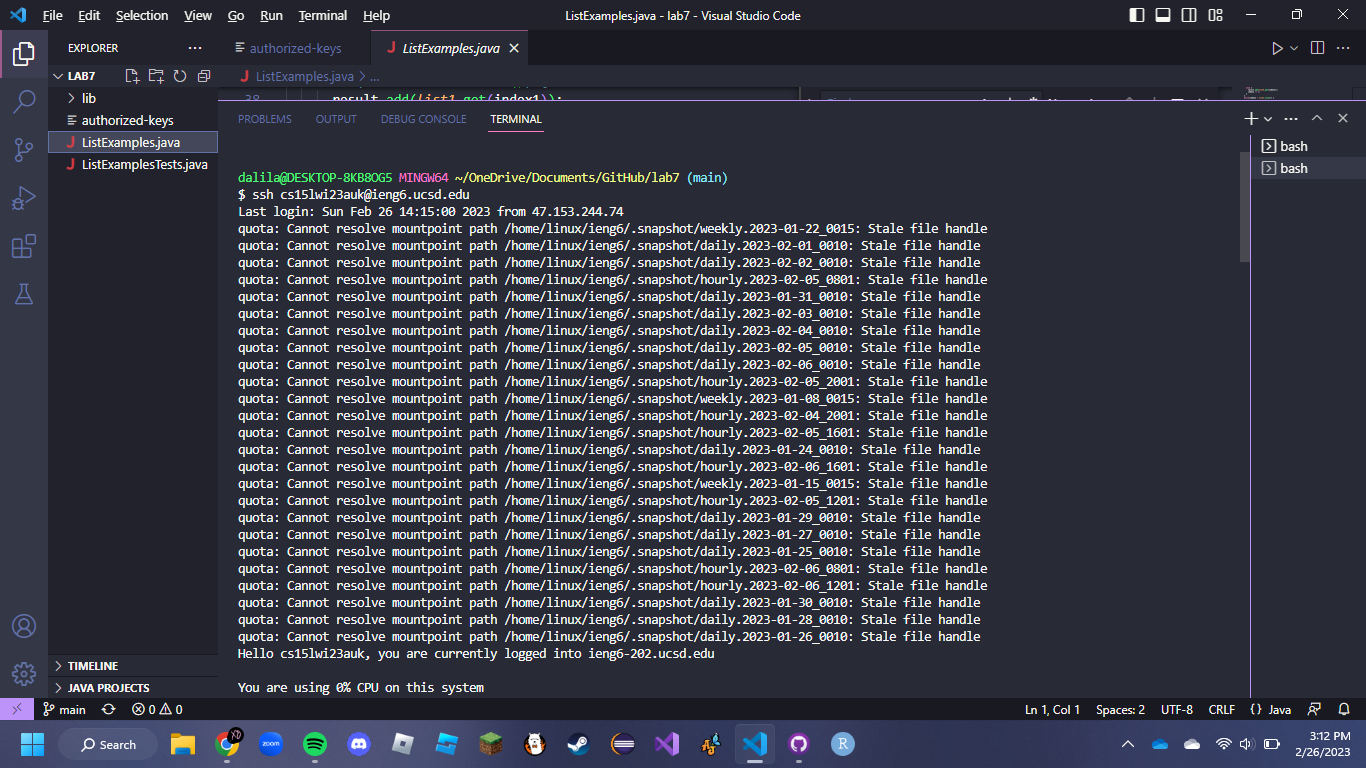 File Edit Selection View Go Run Terminal Help ListExamples.java - lab7 - Visual Studio Code
EXPLORER ... authorized-keys ListExamples.java
LAB7
ListExamples.java > ...
lib
authorized-keys
ListExamples.java
ListExamplesTests.java
38 result.add(list1.get(index1));
PROBLEMS OUTPUT DEBUG CONSOLE TERMINAL
bash
bash
dalila@DESKTOP-8KB8OG5 MINGW64 ~/OneDrive/Documents/GitHub/lab7 (main)
$ ssh cs15lwi23auk@ieng6.ucsd.edu
Last login: Sun Feb 26 14:15:00 2023 from 47.153.244.74
quota: Cannot resolve mountpoint path /home/linux/ieng6/.snapshot/weekly.2023-01-22_0015: Stale file handle
quota: Cannot resolve mountpoint path /home/linux/ieng6/.snapshot/daily.2023-02-01_0010: Stale file handle
quota: Cannot resolve mountpoint path /home/linux/ieng6/.snapshot/daily.2023-02-02_0010: Stale file handle
quota: Cannot resolve mountpoint path /home/linux/ieng6/.snapshot/hourly.2023-02-05_0801: Stale file handle
quota: Cannot resolve mountpoint path /home/linux/ieng6/.snapshot/daily.2023-01-31_0010: Stale file handle
quota: Cannot resolve mountpoint path /home/linux/ieng6/.snapshot/daily.2023-02-03_0010: Stale file handle
quota: Cannot resolve mountpoint path /home/linux/ieng6/.snapshot/daily.2023-02-04_0010: Stale file handle
quota: Cannot resolve mountpoint path /home/linux/ieng6/.snapshot/daily.2023-02-05_0010: Stale file handle
quota: Cannot resolve mountpoint path /home/linux/ieng6/.snapshot/daily.2023-02-06_0010: Stale file handle
quota: Cannot resolve mountpoint path /home/linux/ieng6/.snapshot/hourly.2023-02-05_2001: Stale file handle
quota: Cannot resolve mountpoint path /home/linux/ieng6/.snapshot/weekly.2023-01-08_0015: Stale file handle
quota: Cannot resolve mountpoint path /home/linux/ieng6/.snapshot/hourly.2023-02-04_2001: Stale file handle
quota: Cannot resolve mountpoint path /home/linux/ieng6/.snapshot/hourly.2023-02-05_1601: Stale file handle
quota: Cannot resolve mountpoint path /home/linux/ieng6/.snapshot/daily.2023-01-24_0010: Stale file handle
quota: Cannot resolve mountpoint path /home/linux/ieng6/.snapshot/hourly.2023-02-06_1601: Stale file handle
quota: Cannot resolve mountpoint path /home/linux/ieng6/.snapshot/weekly.2023-01-15_0015: Stale file handle
quota: Cannot resolve mountpoint path /home/linux/ieng6/.snapshot/hourly.2023-02-05_1201: Stale file handle
quota: Cannot resolve mountpoint path /home/linux/ieng6/.snapshot/daily.2023-01-29_0010: Stale file handle
quota: Cannot resolve mountpoint path /home/linux/ieng6/.snapshot/daily.2023-01-27_0010: Stale file handle
quota: Cannot resolve mountpoint path /home/linux/ieng6/.snapshot/daily.2023-01-25_0010: Stale file handle
quota: Cannot resolve mountpoint path /home/linux/ieng6/.snapshot/hourly.2023-02-06_0801: Stale file handle
quota: Cannot resolve mountpoint path /home/linux/ieng6/.snapshot/hourly.2023-02-06_1201: Stale file handle
quota: Cannot resolve mountpoint path /home/linux/ieng6/.snapshot/daily.2023-01-30_0010: Stale file handle
quota: Cannot resolve mountpoint path /home/linux/ieng6/.snapshot/daily.2023-01-28_0010: Stale file handle
quota: Cannot resolve mountpoint path /home/linux/ieng6/.snapshot/daily.2023-01-26_0010: Stale file handle
Hello cs15lwi23auk, you are currently logged into ieng6-202.ucsd.edu
You are using 0% CPU on this system
TIMELINE
JAVA PROJECTS
main 0 0 Ln 1, Col 1 Spaces: 2 UTF-8 CRLF {} Java
Search zoom R 3:12 PM
2/26/2023